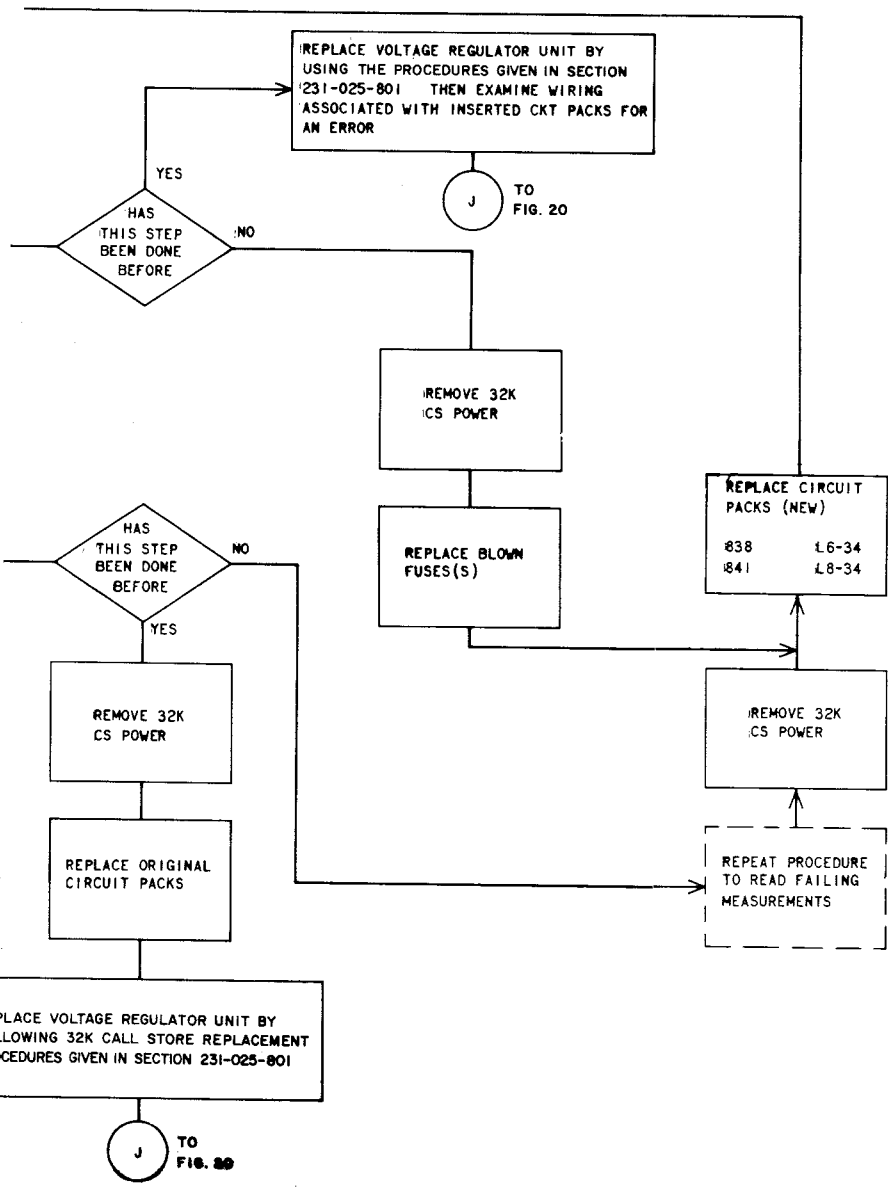 REPLACE VOLTAGE REGULATOR UNIT BY
USING THE PROCEDURES GIVEN IN SECTION
231-025-801 THEN EXAMINE WIRING
ASSOCIATED WITH INSERTED CKT PACKS FOR
AN ERROR
J
TO
FIG. 20
YES
HAS
THIS STEP
BEEN DONE
BEFORE
NO
REMOVE 32K
CS POWER
REPLACE BLOWN
FUSES(S)
REPLACE CIRCUIT
PACKS (NEW)
838 L6-34
841 L8-34
HAS
THIS STEP
BEEN DONE
BEFORE
NO
YES
REMOVE 32K
CS POWER
REMOVE 32K
CS POWER
REPLACE ORIGINAL
CIRCUIT PACKS
REPEAT PROCEDURE
TO READ FAILING
MEASUREMENTS
PLACE VOLTAGE REGULATOR UNIT BY
LLOWING 32K CALL STORE REPLACEMENT
CEDURES GIVEN IN SECTION 231-025-801
J
TO
FIG. 20